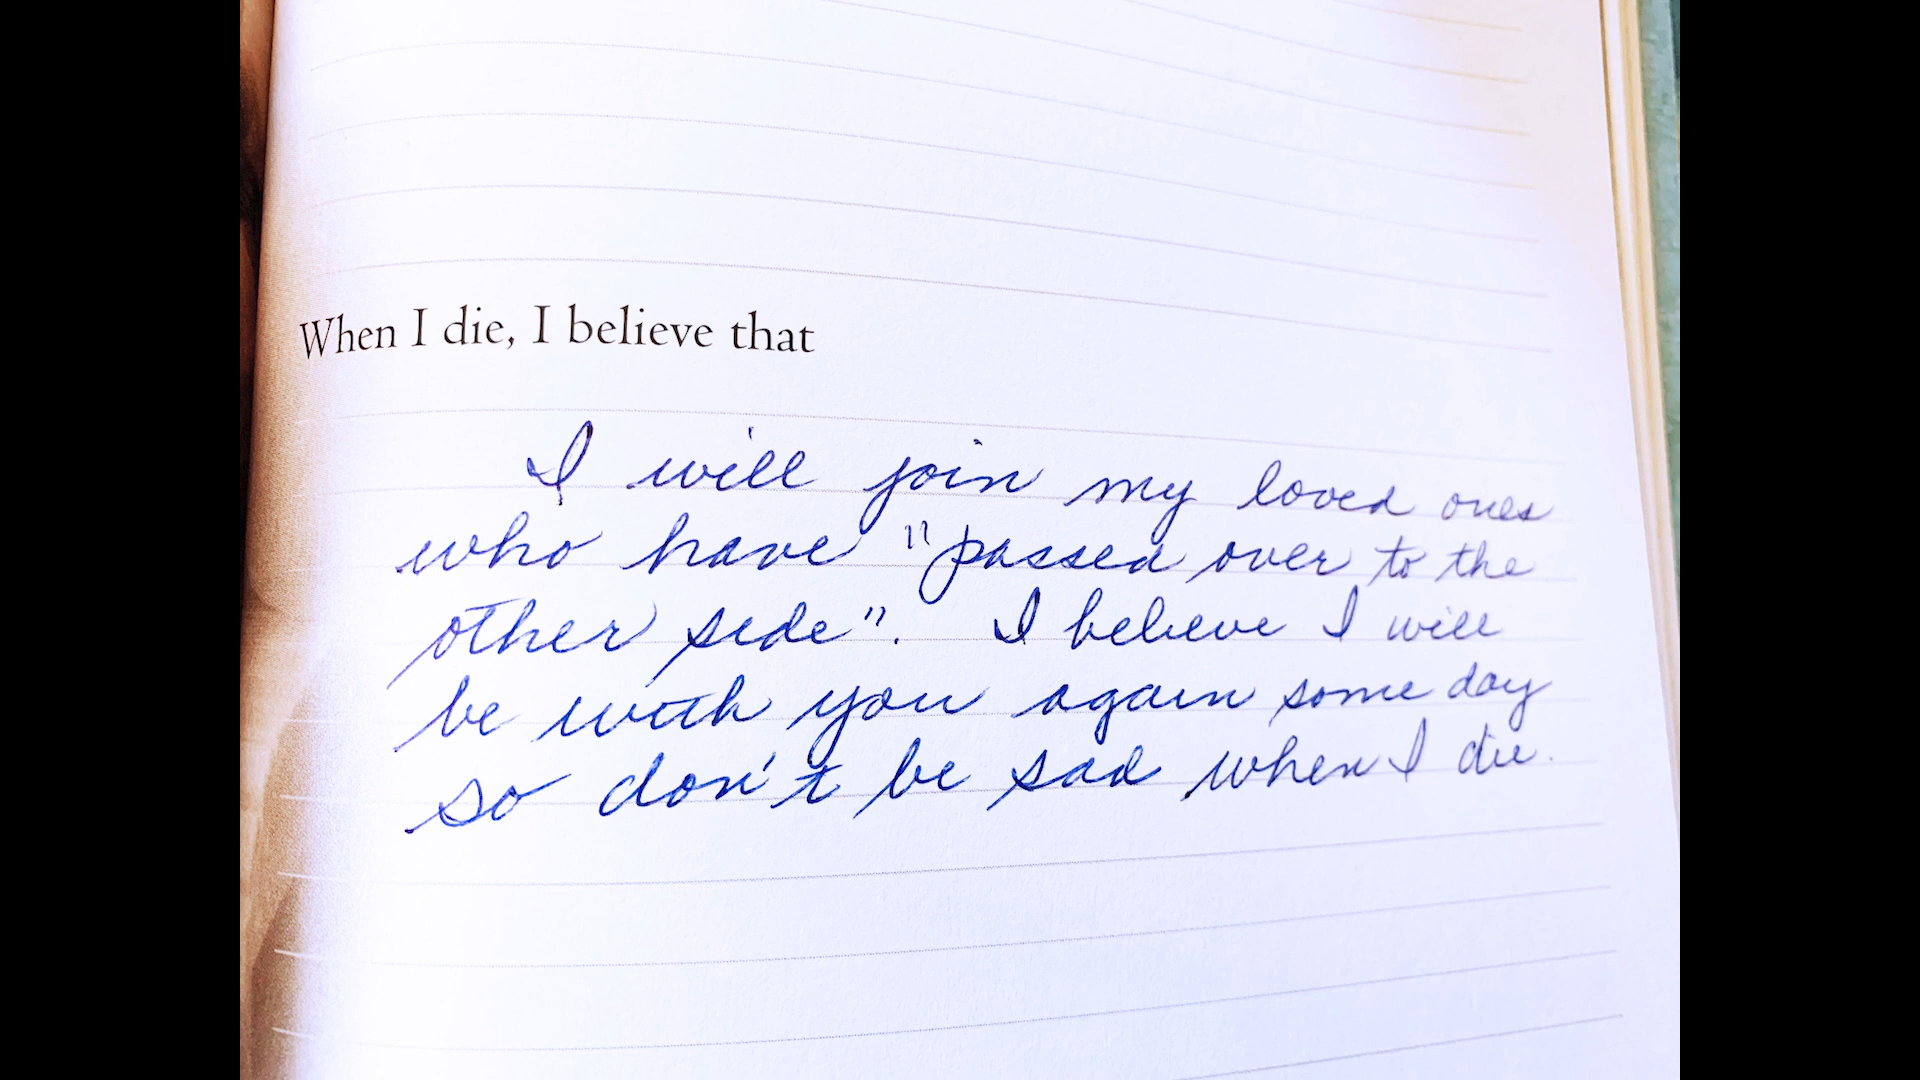 When I die, I believe that
I will join my loved ones
who have "passed over to the
other side". I believe I will
be with you again some day
so don't be sad when I die.